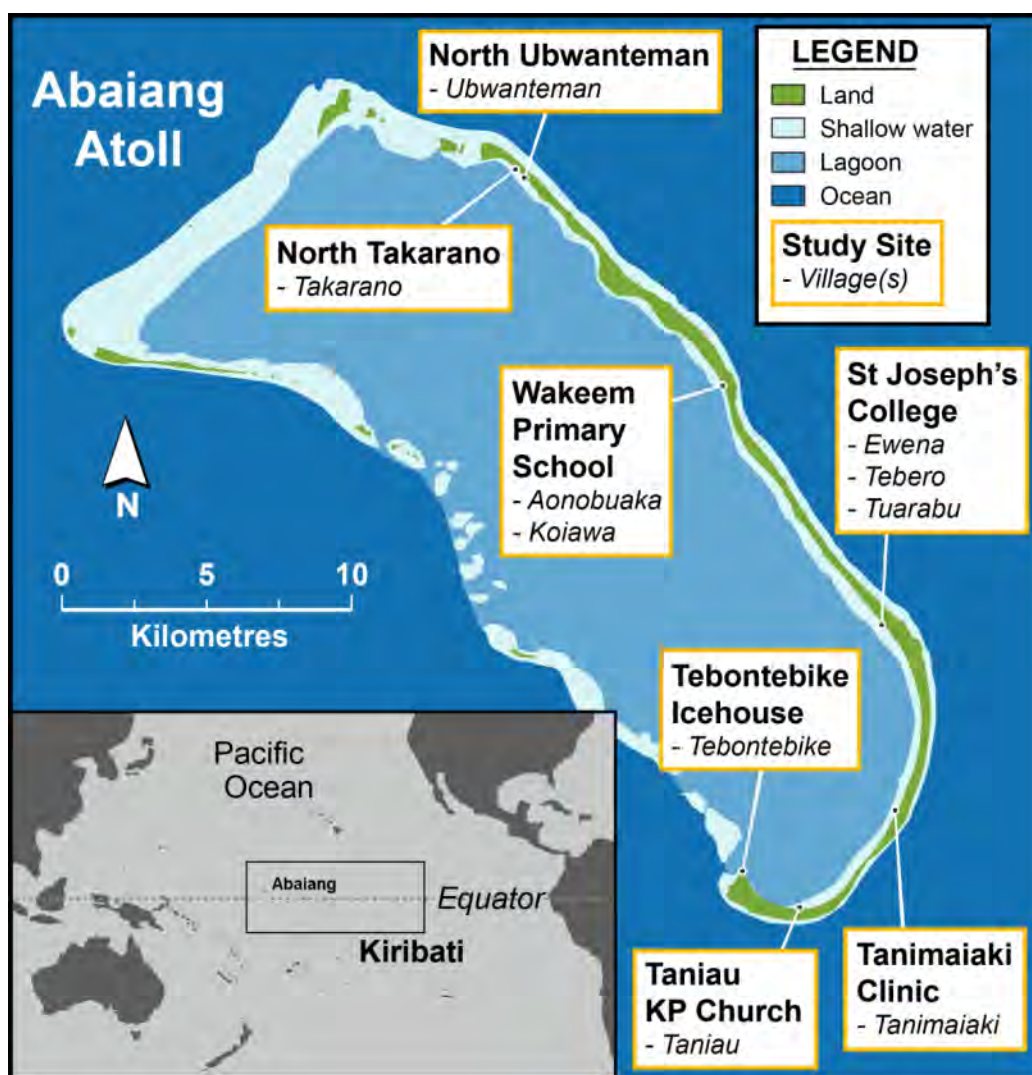 Abaiang
Atoll
North Ubwanteman
- Ubwanteman
LEGEND
Land
Shallow water
Lagoon
Ocean
Study Site
- Village(s)
North Takarano
- Takarano
Wakeem
Primary
School
- Aonobuaka
- Koiawa
St Joseph's
College
- Ewena
- Tebero
- Tuarabu
N
0 5 10
Kilometres
Tebontebike
Icehouse
- Tebontebike
Pacific
Ocean
Abaiang
Equator
Kiribati
Taniau
KP Church
- Taniau
Tanimaiaki
Clinic
- Tanimaiaki